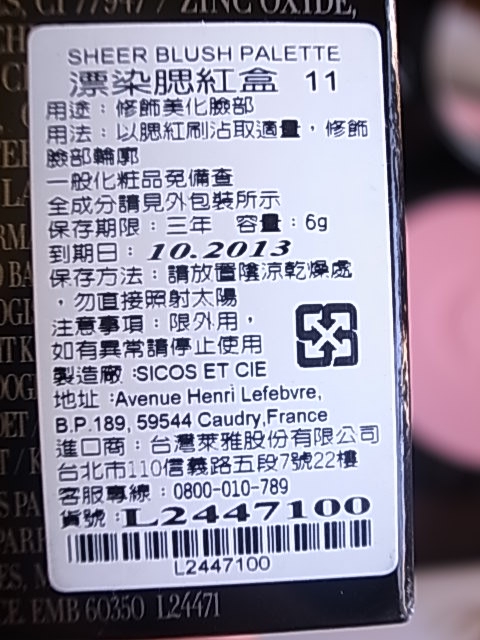 CI 77947 / ZINC OXIDE,
SHEER BLUSH PALETTE
漂染腮紅盒 11
用途：修飾美化臉部
用法：以腮紅刷沾取適量，修飾
臉部輪廓
一般化粧品免備查
全成分請見外包裝所示
保存期限：三年 容量：6g
到期日：10.2013
保存方法：請放置陰涼乾燥處
，勿直接照射太陽
注意事項：限外用，
如有異常請停止使用
製造廠:SICOS ET CIE
地址:Avenue Henri Lefebvre,
B.P.189, 59544 Caudry,France
進口商：台灣萊雅股份有限公司
台北市110信義路五段7號22樓
客服專線：0800-010-789
貨號：L2447100
L2447100
EMB 60350 L24471